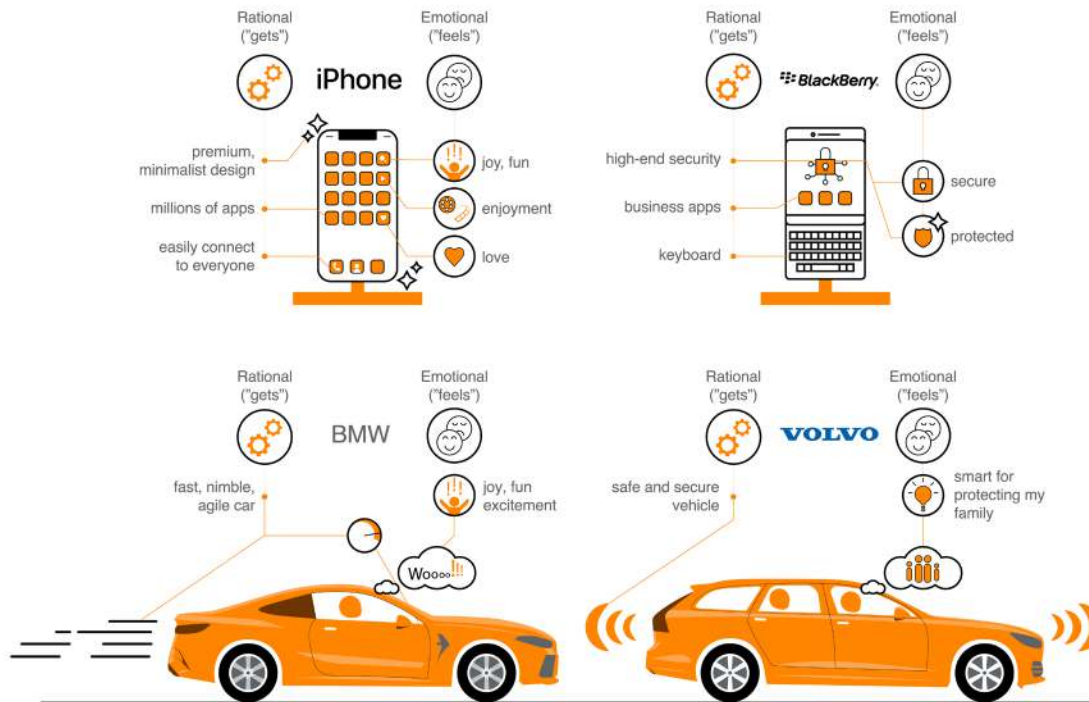 Rational
("gets")
iPhone
Emotional
("feels")
premium,
minimalist design
millions of apps
easily connect
to everyone
joy, fun
enjoyment
love
Rational
("gets")
BlackBerry.
Emotional
("feels")
high-end security
business apps
keyboard
secure
protected
Rational
("gets")
BMW
Emotional
("feels")
fast, nimble,
agile car
joy, fun
excitement
Woooo!!!
Rational
("gets")
VOLVO
Emotional
("feels")
safe and secure
vehicle
smart for
protecting my
family